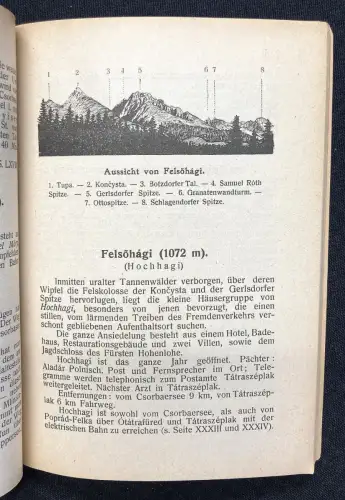 1 2 3 4 5 6 7 8
Aussicht von Felsőhági.
1. Tupa. — 2. Končysta. — 3. Botzdorfer Tal. — 4. Samuel Róth
Spitze. — 5. Gerlsdorfer Spitze. — 6. Granatenwandturm. —
7. Ottospitze. — 8. Schlagendorfer Spitze.
Felsőhági (1072 m).
(Hochhagi)
Inmitten uralter Tannenwälder verborgen, über deren
Wipfel die Felskolosse der Končysta und der Gerlsdorfer
Spitze hervorlugen, liegt die kleine Häusergruppe von
Hochhagi, besonders von jenen bevorzugt, die einen
stillen, vom lärmenden Treiben des Fremdenverkehrs ver-
schont gebliebenen Aufenthaltsort suchen.
Die ganze Ansiedelung besteht aus einem Hotel, Bade-
haus, Restaurationsgebäude und zwei Villen, sowie dem
Jagdschloss des Fürsten Hohenlohe.
Hochhagi ist das ganze Jahr geöffnet. Pächter:
Aladár Polnisch, Post und Fernsprecher im Ort; Tele-
gramme werden telephonisch zum Postamte Tátraszéplak
weitergeleitet. Nächster Arzt in Tátraszéplak.
Entfernungen: vom Csorbaersee 9 km, von Tátraszép-
lak 6 km Fahrweg.
Hochhagi ist sowohl vom Csorbaersee, als auch von
Poprád-Felka über Ótátrafüred und Tátraszéplak mit der
elektrischen Bahn zu erreichen (s. Seite XXXIII und XXXIV).